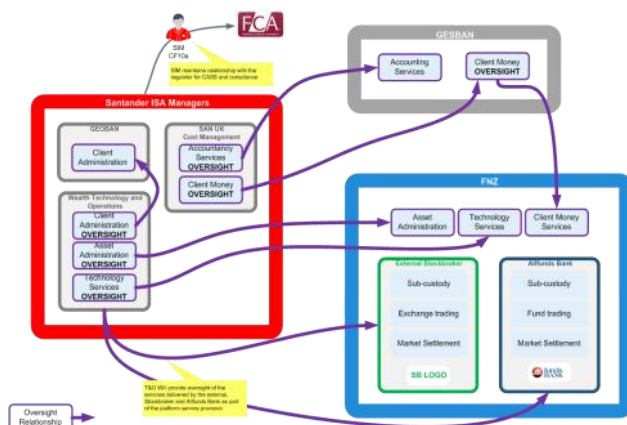 FCA
SIM
CF10a
SIM maintains relationship with the
regulator for CASS and compliance
GESBAN
Accounting
Services
Client Money
OVERSIGHT
Santander ISA Managers
GEOBAN
Client
Administration
SAN UK
Cost Management
Accountancy
Services
OVERSIGHT
Client Money
OVERSIGHT
Wealth Technology and
Operations
Client
Administration
OVERSIGHT
Asset
Administration
OVERSIGHT
Technology
Services
OVERSIGHT
FNZ
Asset
Administration
Technology
Services
Client Money
Services
External Stockbroker
Sub-custody
Exchange trading
Market Settlement
SB LOGO
Allfunds Bank
Sub-custody
Fund trading
Market Settlement
BANK
T&O Will provide oversight of the
services delivered by the external,
Stockbroker and Allfunds Bank as part
of the platform service provision
Oversight
Relationship